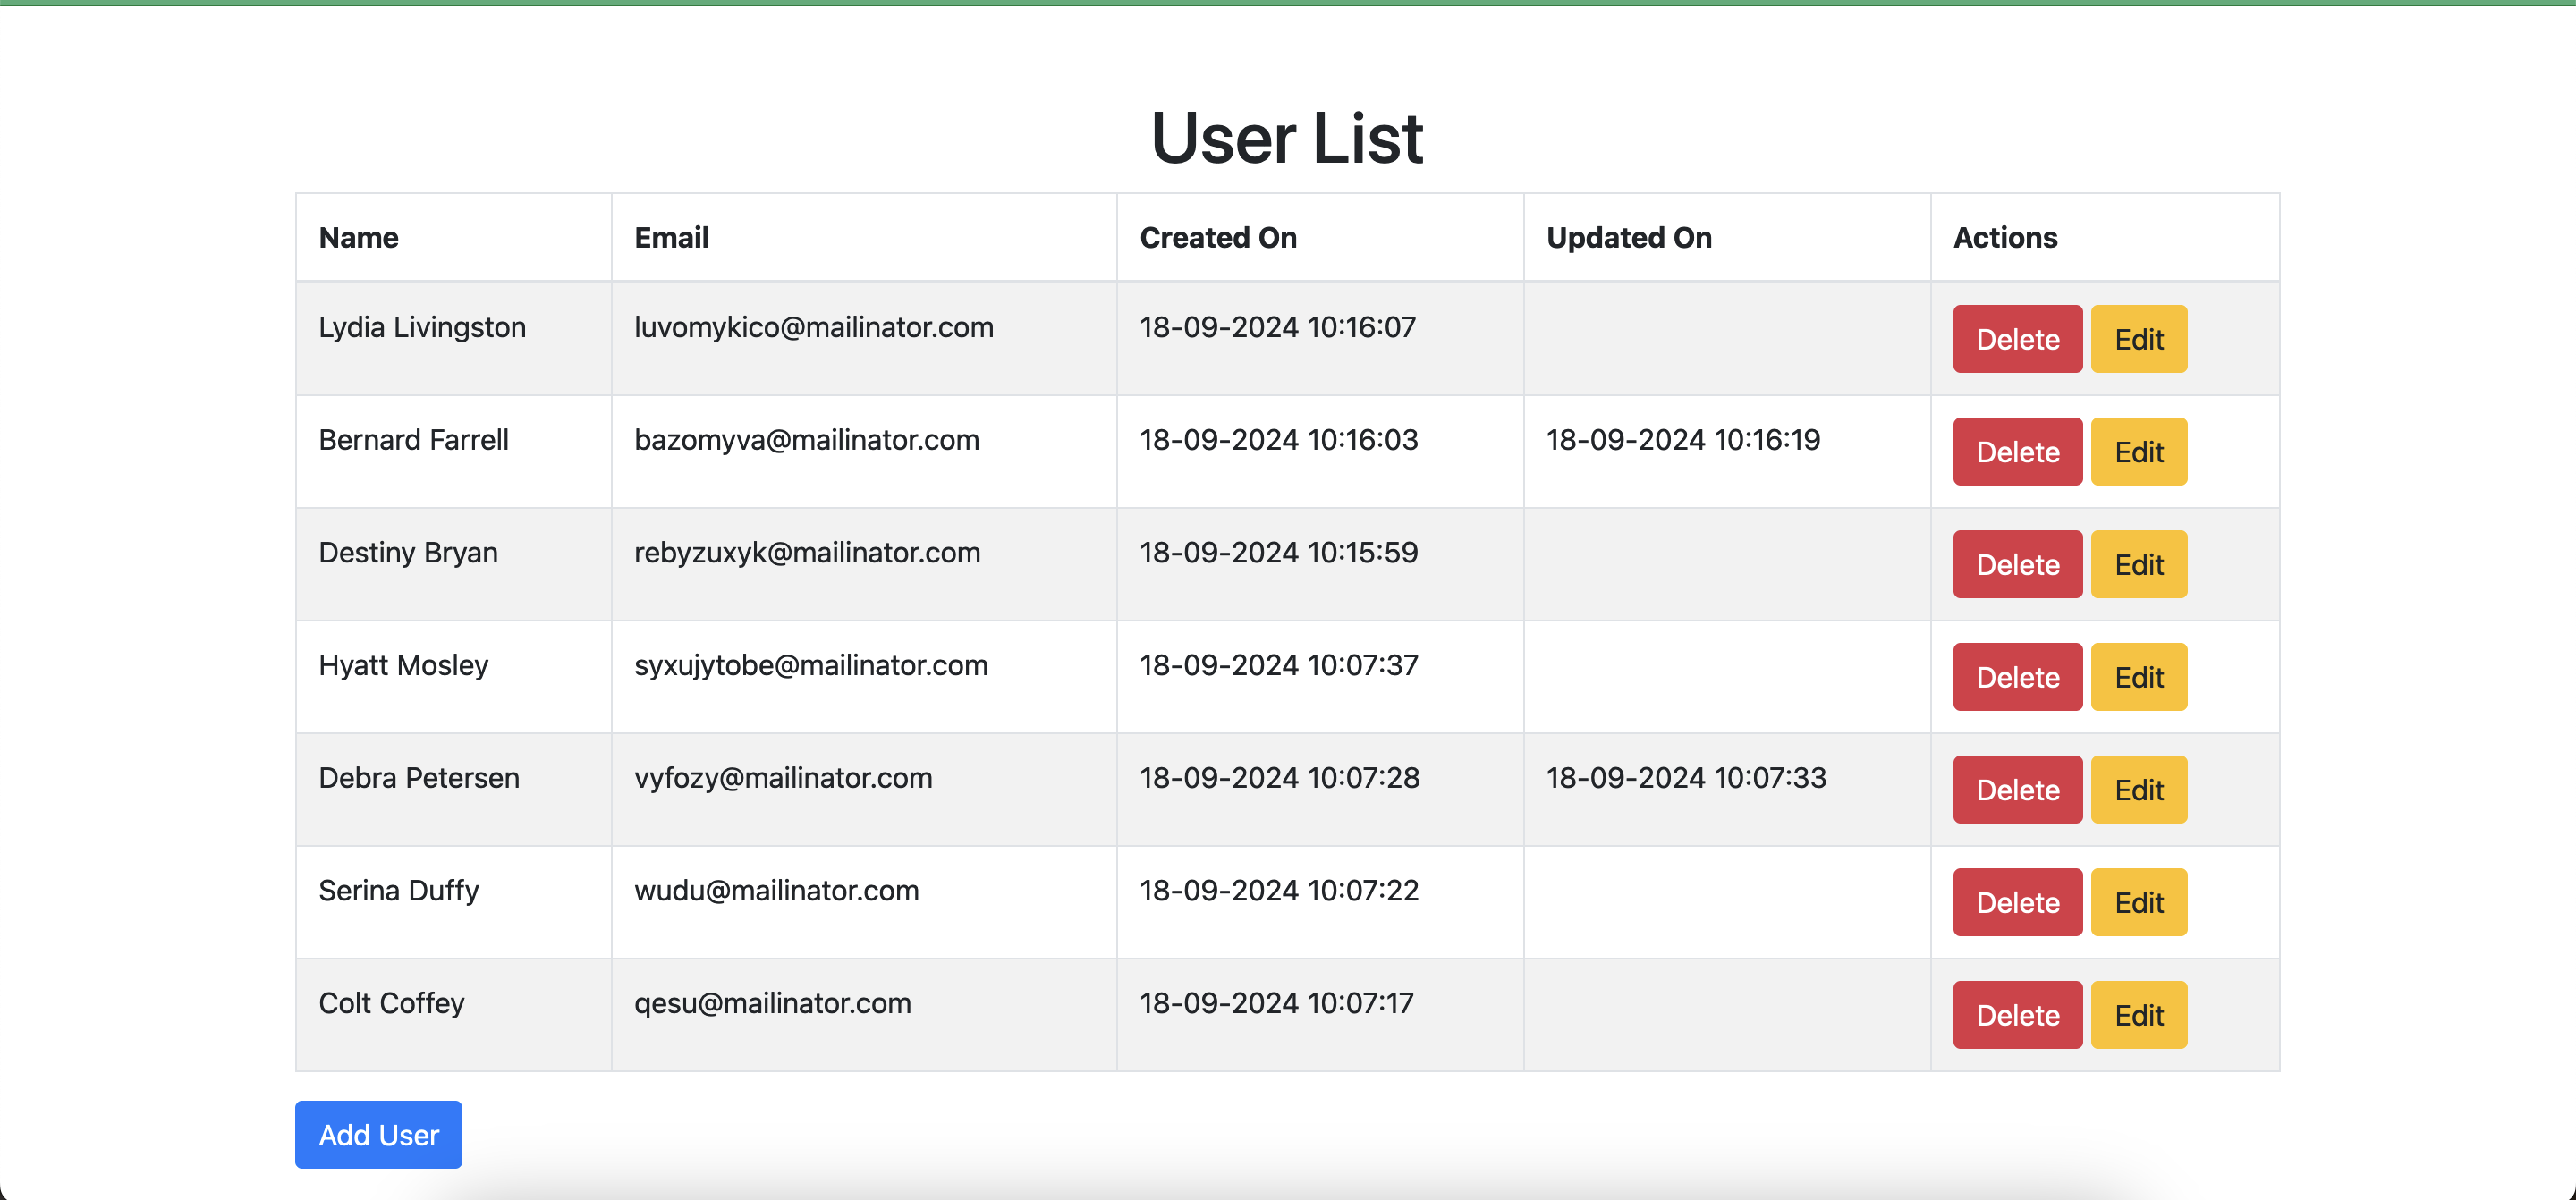 User List
Name Email Created On Updated On Actions
Lydia Livingston luvomykico@mailinator.com 18-09-2024 10:16:07 Delete Edit
Bernard Farrell bazomyva@mailinator.com 18-09-2024 10:16:03 18-09-2024 10:16:19 Delete Edit
Destiny Bryan rebyzuxyk@mailinator.com 18-09-2024 10:15:59 Delete Edit
Hyatt Mosley syxujytobe@mailinator.com 18-09-2024 10:07:37 Delete Edit
Debra Petersen vyfozy@mailinator.com 18-09-2024 10:07:28 18-09-2024 10:07:33 Delete Edit
Serina Duffy wudu@mailinator.com 18-09-2024 10:07:22 Delete Edit
Colt Coffey qesu@mailinator.com 18-09-2024 10:07:17 Delete Edit
Add User